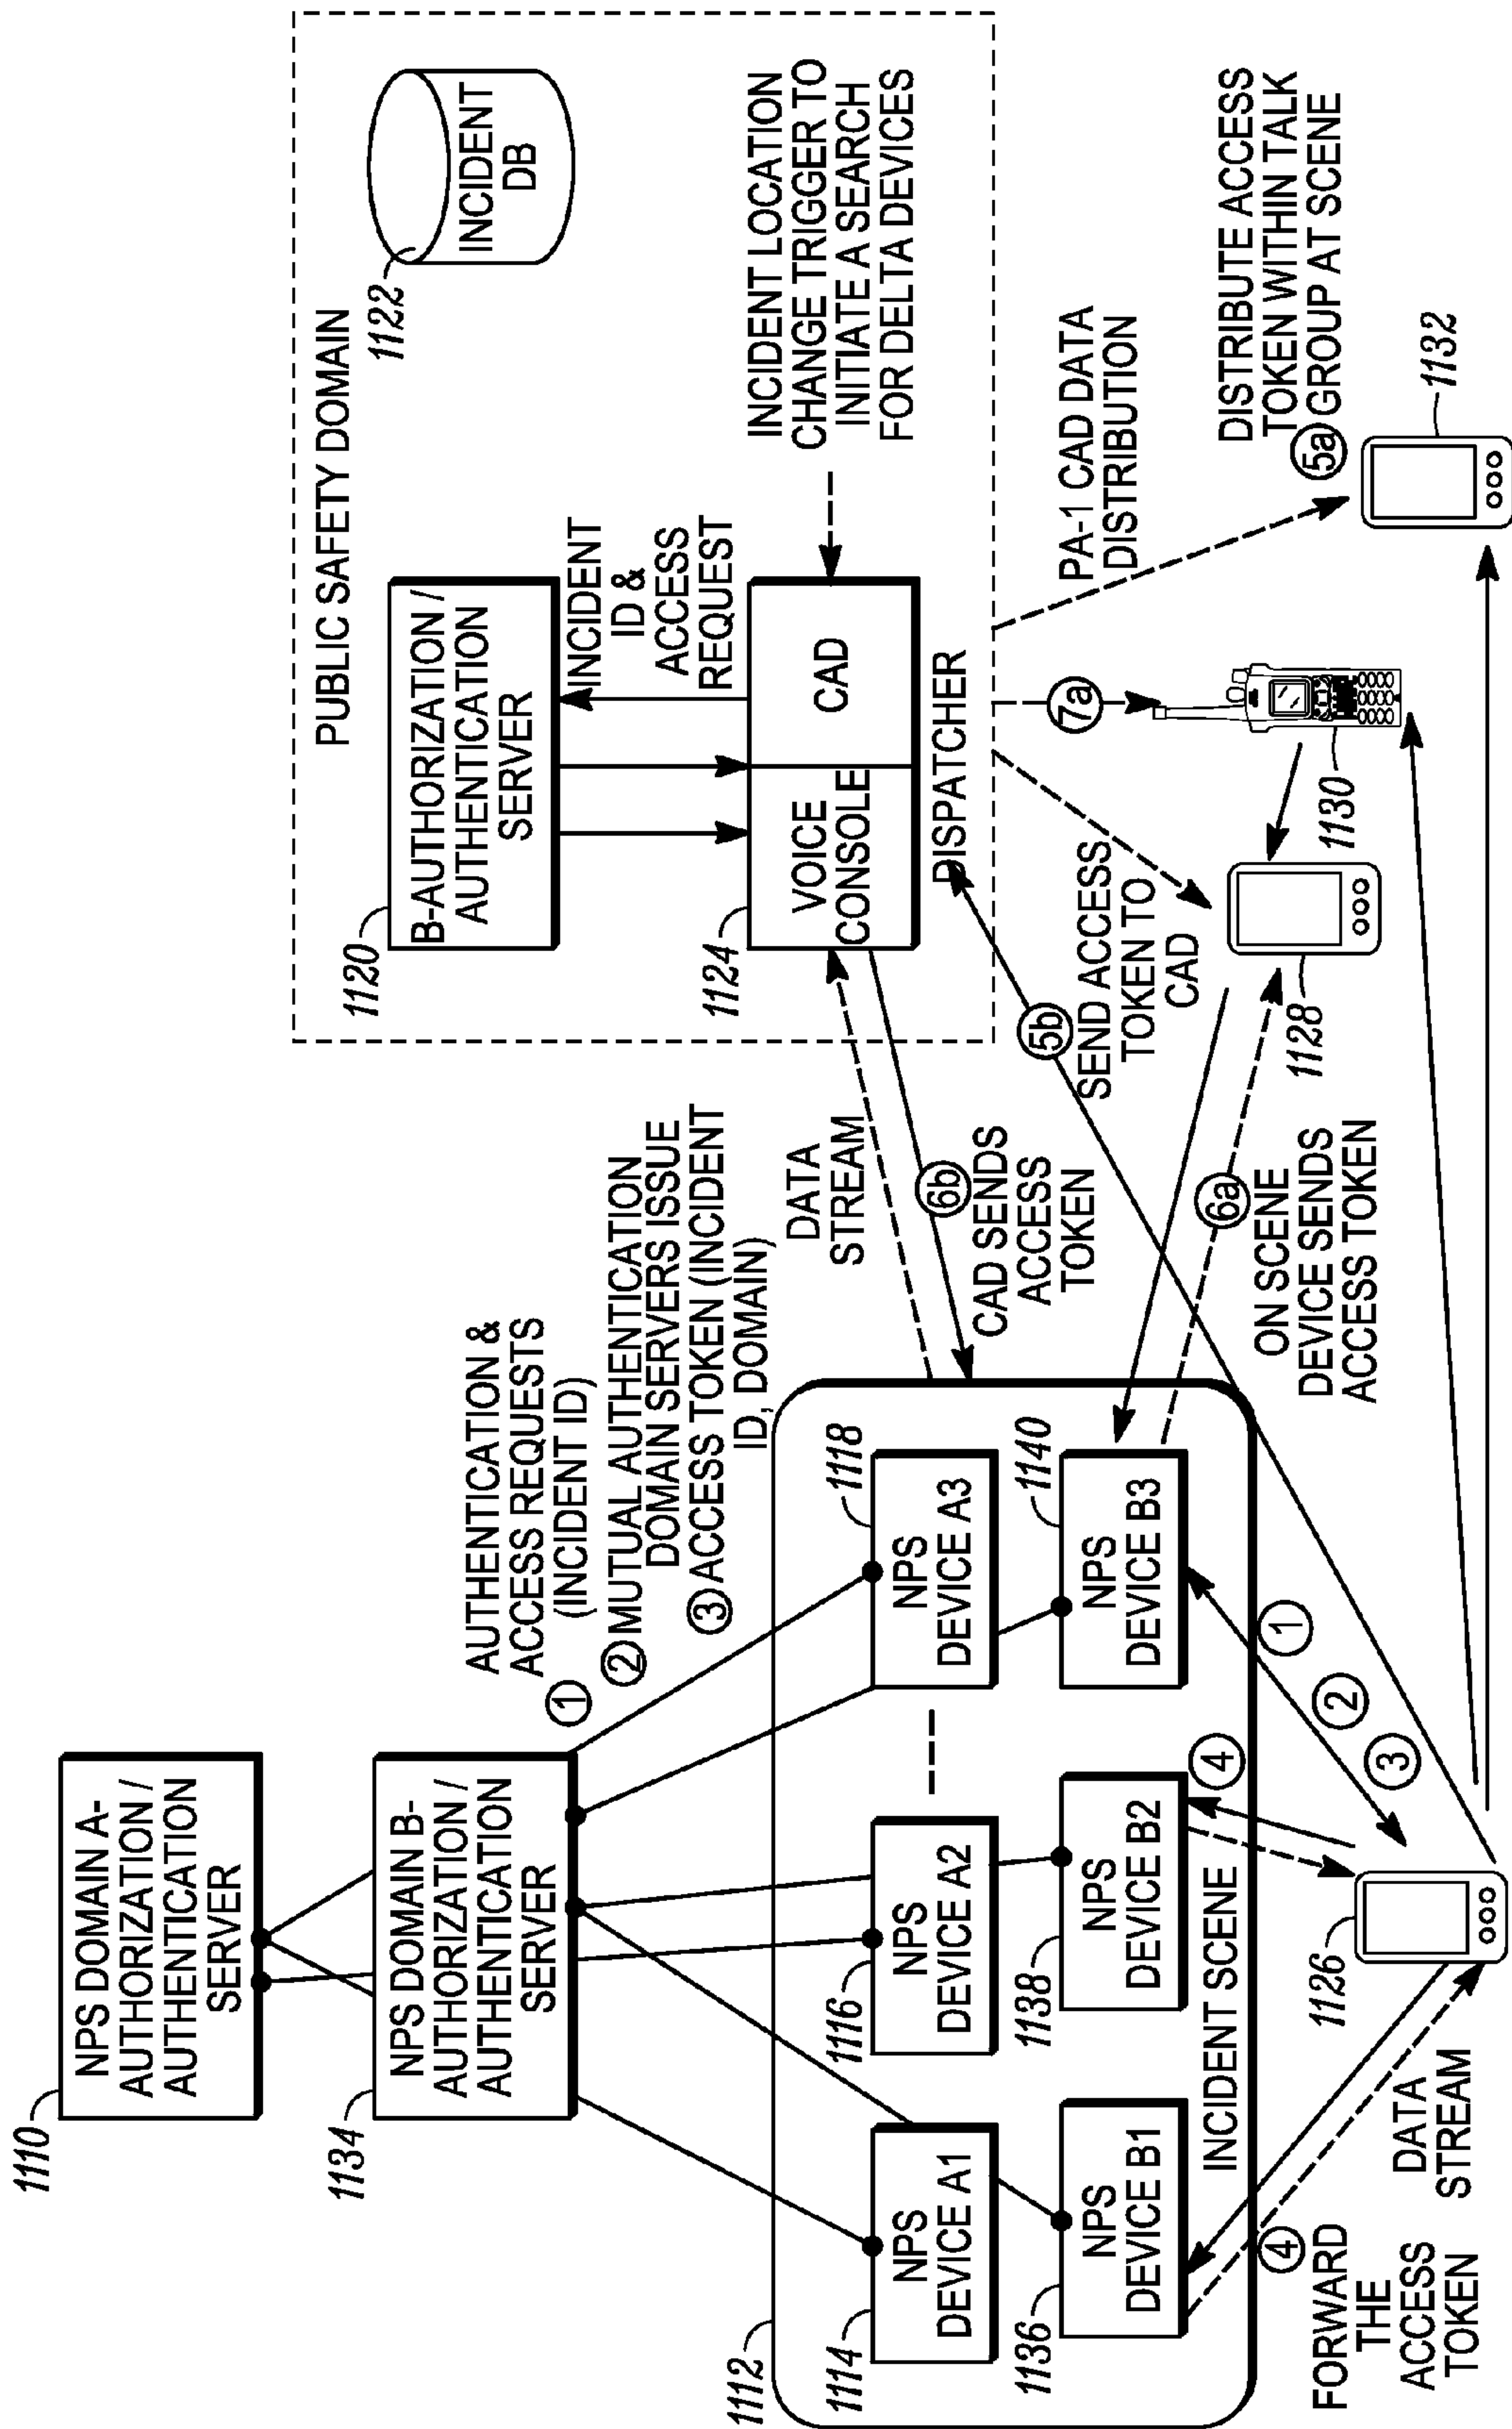 1110
NPS DOMAIN A-
AUTHORIZATION /
AUTHENTICATION
SERVER
1134
NPS DOMAIN B-
AUTHORIZATION /
AUTHENTICATION
SERVER
AUTHENTICATION &
ACCESS REQUESTS
① (INCIDENT ID)
② MUTUAL AUTHENTICATION
DOMAIN SERVERS ISSUE
③ ACCESS TOKEN (INCIDENT
ID, DOMAIN)
PUBLIC SAFETY DOMAIN
1120
B-AUTHORIZATION /
AUTHENTICATION
SERVER
1122
INCIDENT
DB
INCIDENT
ID &
ACCESS
REQUEST
1124
VOICE
CONSOLE
CAD
DISPATCHER
INCIDENT LOCATION
CHANGE TRIGGER TO
INITIATE A SEARCH
FOR DELTA DEVICES
DATA
STREAM
6b
CAD SENDS
ACCESS
TOKEN
1112
1114
NPS
DEVICE A1
1116
NPS
DEVICE A2
1118
NPS
DEVICE A3
1136
NPS
DEVICE B1
1138
NPS
DEVICE B2
1140
NPS
DEVICE B3
INCIDENT SCENE
5b
SEND ACCESS
TOKEN TO
CAD
7a
PA-1 CAD DATA
DISTRIBUTION
DISTRIBUTE ACCESS
TOKEN WITHIN TALK
5a GROUP AT SCENE
6a
ON SCENE
DEVICE SENDS
ACCESS TOKEN
1128
1130
1132
④
①
②
③
1126
DATA
STREAM
④
FORWARD
THE
ACCESS
TOKEN